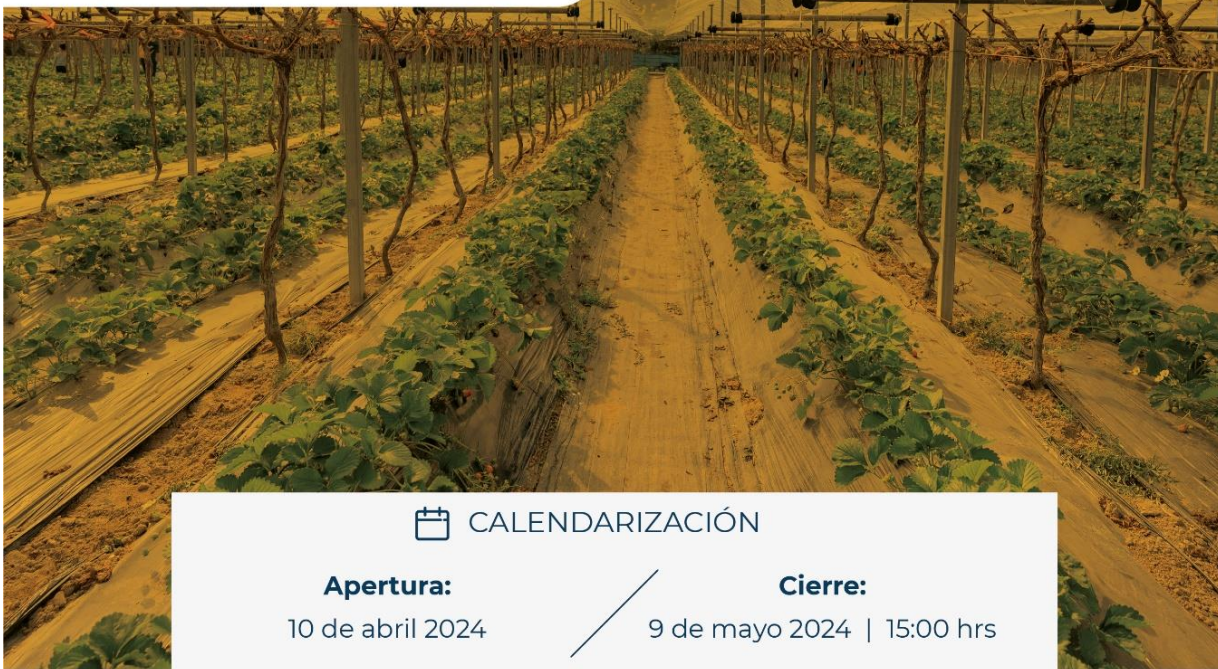 CALENDARIZACIÓN
Apertura:
Cierre:
10 de abril 2024
9 de mayo 2024 | 15:00 hrs